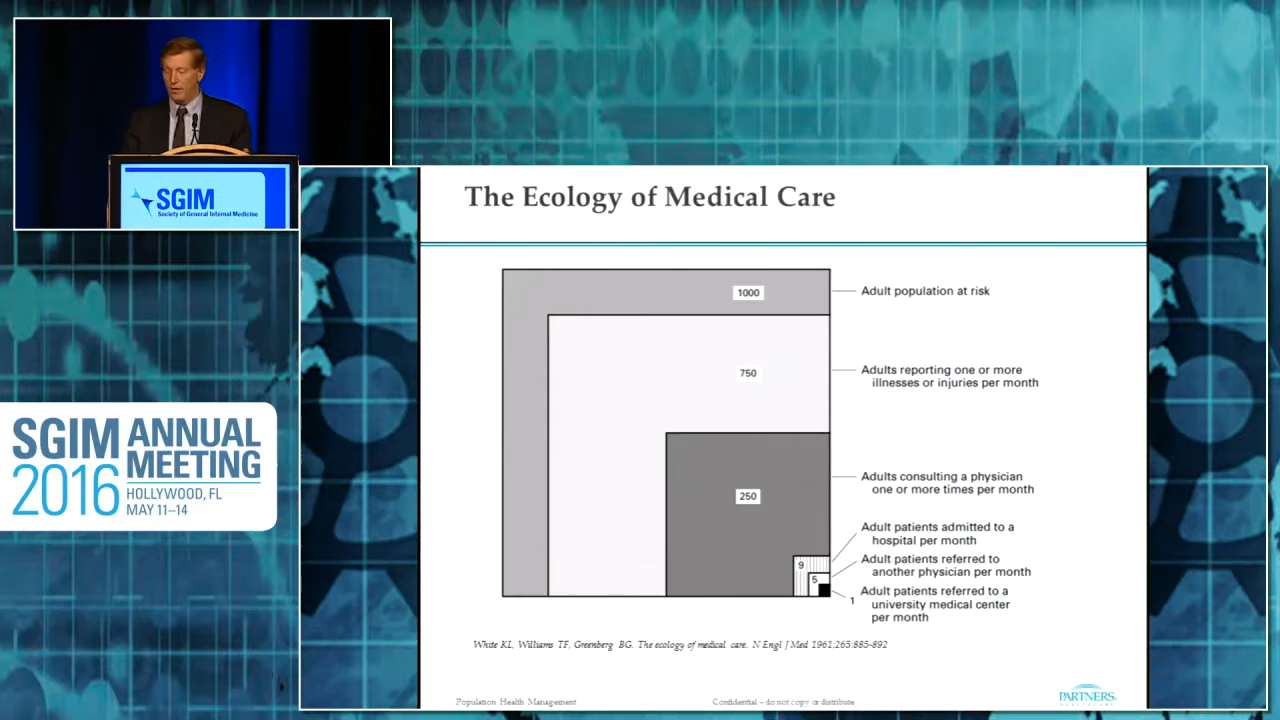 SGIM
Society of General Internal Medicine
SGIM ANNUAL
MEETING
2016 HOLLYWOOD, FL
MAY 11–14
The Ecology of Medical Care
1000
Adult population at risk
750
Adults reporting one or more
illnesses or injuries per month
250
Adults consulting a physician
one or more times per month
9
Adult patients admitted to a
hospital per month
5
Adult patients referred to
another physician per month
1
Adult patients referred to a
university medical center
per month
White KL, Williams TF, Greenberg BG. The ecology of medical care. N Engl J Med 1961;265:885-892
Population Health Management
Confidential – do not copy or distribute
PARTNERS.
HEALTHCARE